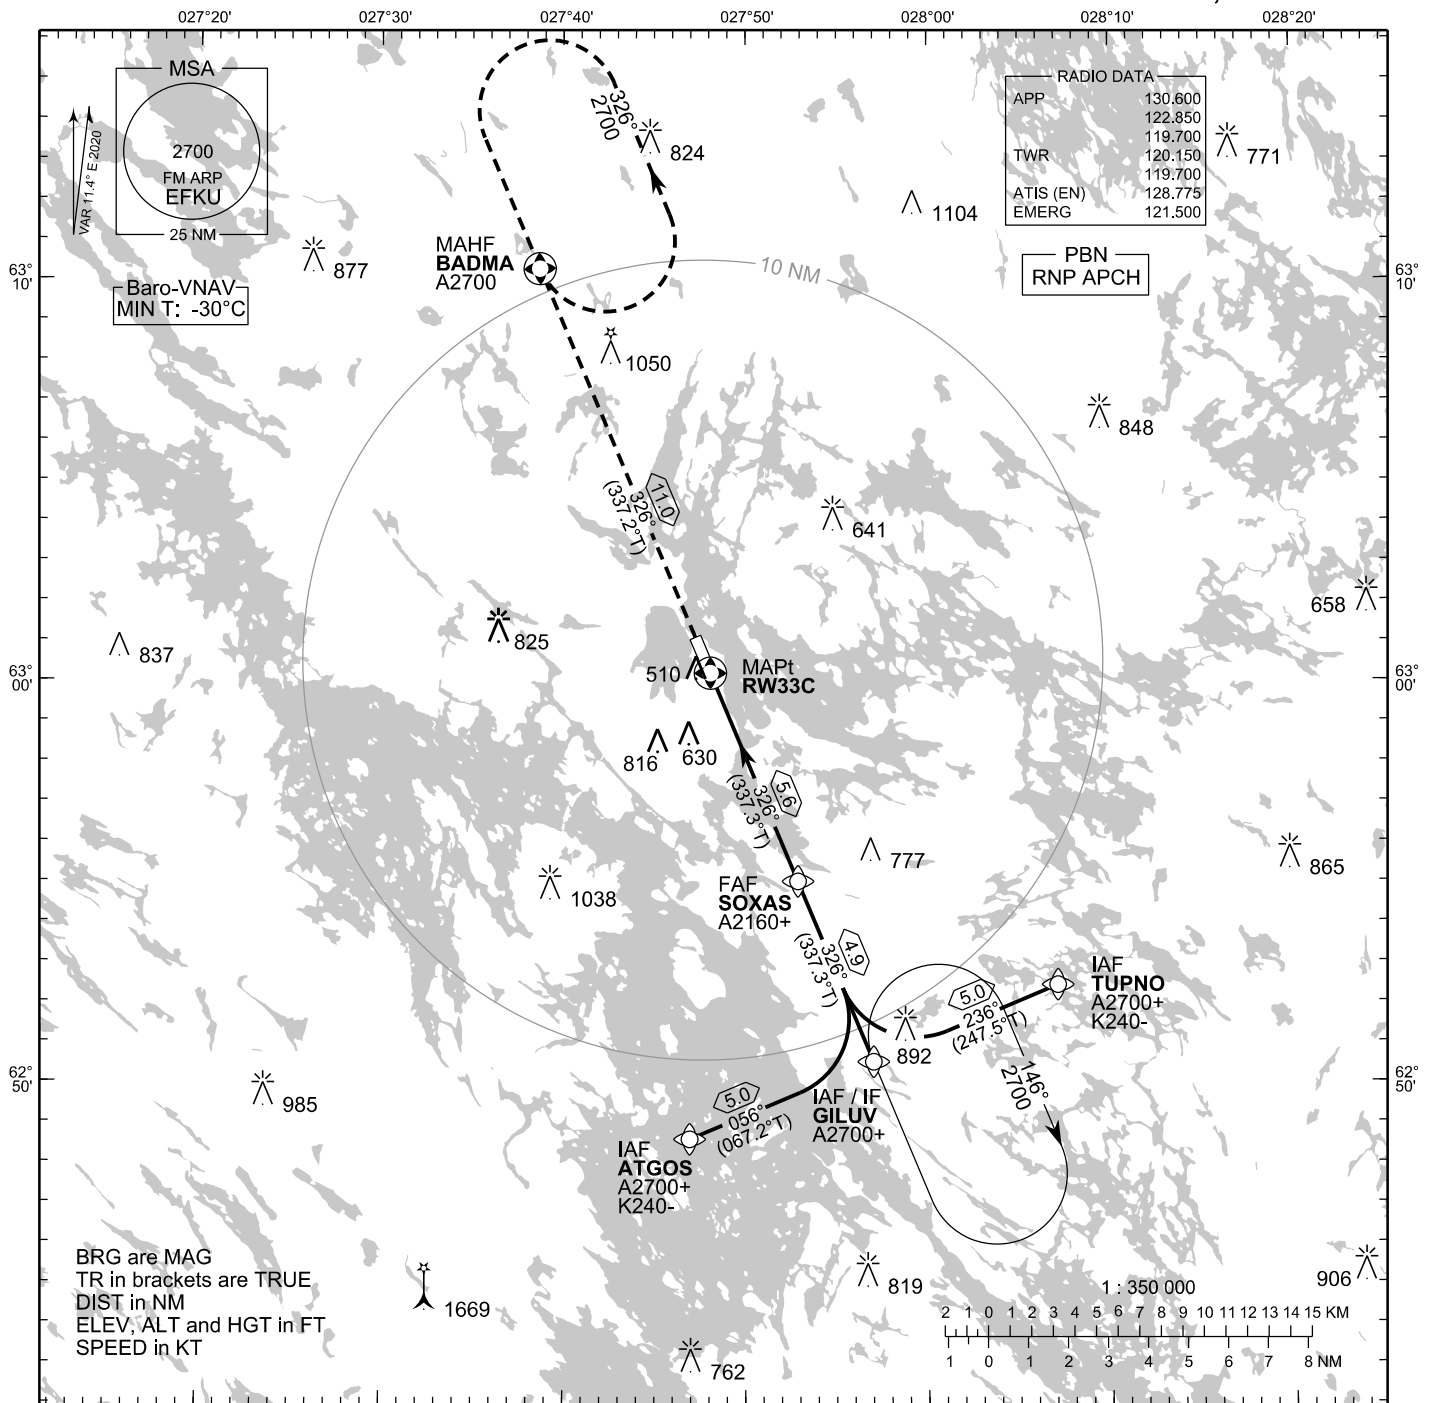 027°20'
027°30'
027°40'
027°50'
028°00'
028°10'
028°20'
MSA
2700
FM ARP
EFKU
25 NM
VAR 11.4° E 2020
Baro-VNAV
MIN T: -30°C
RADIO DATA
APP 130.600
122.850
119.700
TWR 120.150
119.700
ATIS (EN) 128.775
EMERG 121.500
PBN
RNP APCH
326°
2700
824
771
1104
877
MAHF
BADMA
A2700
10 NM
63°
10'
63°
10'
1050
848
11.0
326°
(337.2°T)
641
658
825
837
63°
00'
63°
00'
510
MAPt
RW33C
816
630
5.6
326°
(337.3°T)
777
865
1038
FAF
SOXAS
A2160+
4.9
326°
(337.3°T)
IAF
TUPNO
A2700+
K240-
5.0
236°
(247.5°T)
892
146°
2700
62°
50'
62°
50'
985
5.0
056°
(067.2°T)
IAF / IF
GILUV
A2700+
IAF
ATGOS
A2700+
K240-
BRG are MAG
TR in brackets are TRUE
DIST in NM
ELEV, ALT and HGT in FT
SPEED in KT
1669
819
906
762
1 : 350 000
2 1 0 1 2 3 4 5 6 7 8 9 10 11 12 13 14 15 KM
1 0 1 2 3 4 5 6 7 8 NM